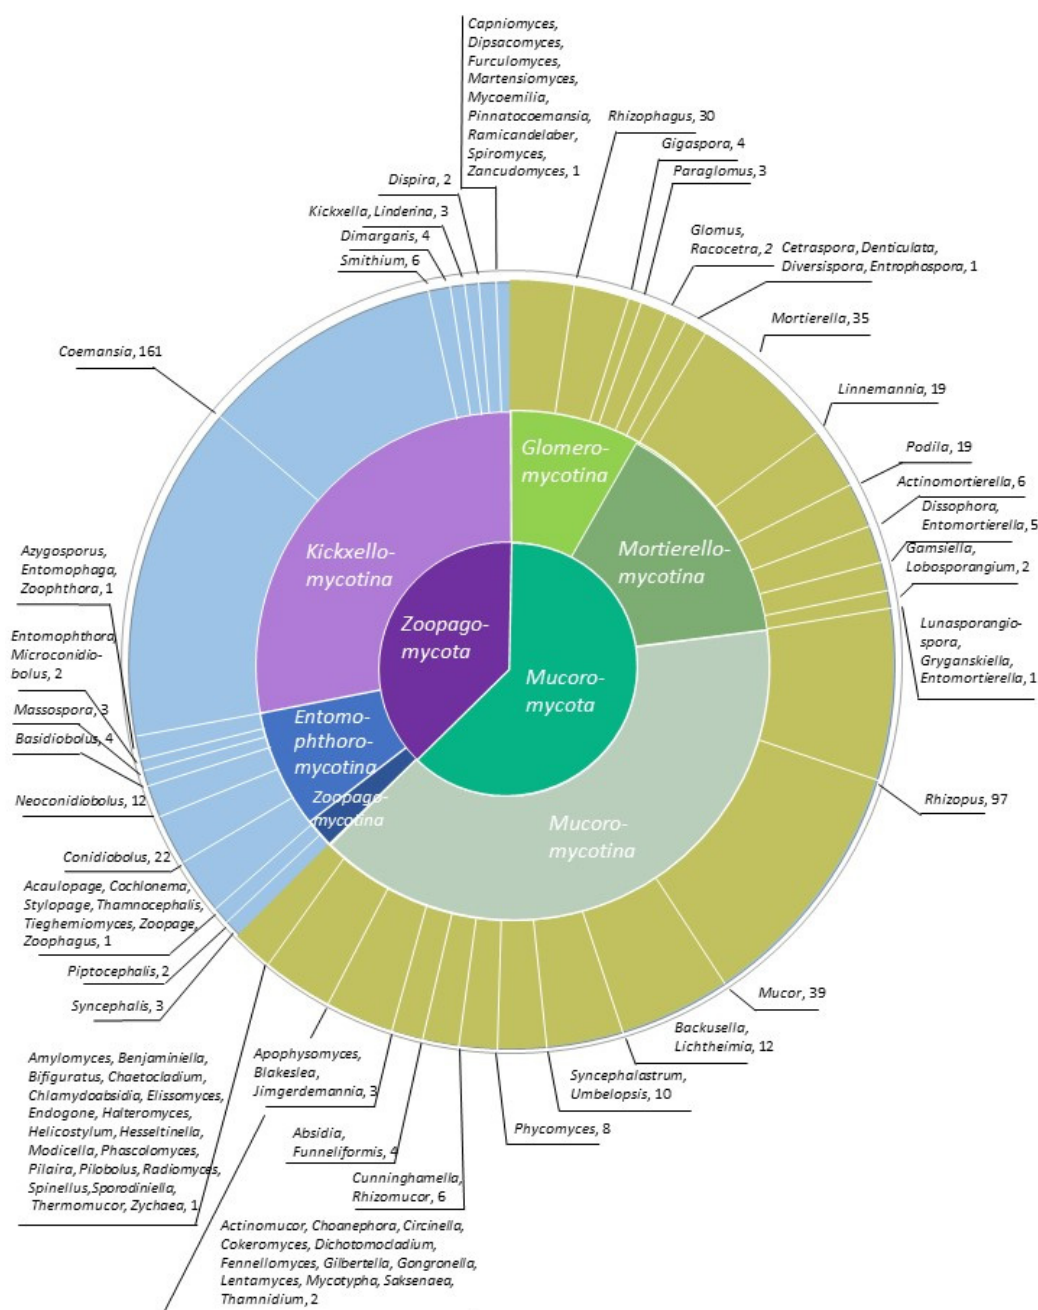 Capniomyces,
Dipsacomyces,
Furculomyces,
Martensiomyces,
Mycoemilia,
Pinnatocoemansia,
Ramicandelaber,
Spiromyces,
Zancudomyces, 1
Rhizophagus, 30
Gigaspora, 4
Paraglomus, 3
Dispira, 2
Kickxella, Linderina, 3
Dimargaris, 4
Smithium, 6
Glomus,
Racocetra, 2
Cetraspora, Denticulata,
Diversispora, Entrophospora, 1
Mortierella, 35
Coemansia, 161
Linnemannia, 19
Podila, 19
Actinomortierella, 6
Dissophora,
Entomortierella, 5
Gamsiella,
Lobosporangium, 2
Lunasporangio-
spora,
Gryganskiella,
Entomortierella, 1
Glomero-
mycotina
Mortierello-
mycotina
Kickxello-
mycotina
Zoopago-
mycota
Mucoro-
mycota
Entomo-
phthoro-
mycotina
Zoopago-
mycotina
Mucoro-
mycotina
Azygosporus,
Entomophaga,
Zoophthora, 1
Entomophthora,
Microconidio-
bolus, 2
Massospora, 3
Basidiobolus, 4
Neoconidiobolus, 12
Conidiobolus, 22
Acaulopage, Cochlonema,
Stylopage, Thamnocephalis,
Tieghemiomyces, Zoopage,
Zoophagus, 1
Piptocephalis, 2
Syncephalis, 3
Rhizopus, 97
Mucor, 39
Backusella,
Lichtheimia, 12
Syncephalastrum,
Umbelopsis, 10
Phycomyces, 8
Cunninghamella,
Rhizomucor, 6
Absidia,
Funneliformis, 4
Apophysomyces,
Blakeslea,
Jimgerdemannia, 3
Amylomyces, Benjaminiella,
Bifiguratus, Chaetocladium,
Chlamydoabsidia, Elissomyces,
Endogone, Halteromyces,
Helicostylum, Hesseltinella,
Modicella, Phascolomyces,
Pilaira, Pilobolus, Radiomyces,
Spinellus,Sporodiniella,
Thermomucor, Zychaea, 1
Actinomucor, Choanephora, Circinella,
Cokeromyces, Dichotomocladium,
Fennellomyces, Gilbertella, Gongronella,
Lentamyces, Mycotypha, Saksenaea,
Thamnidium, 2